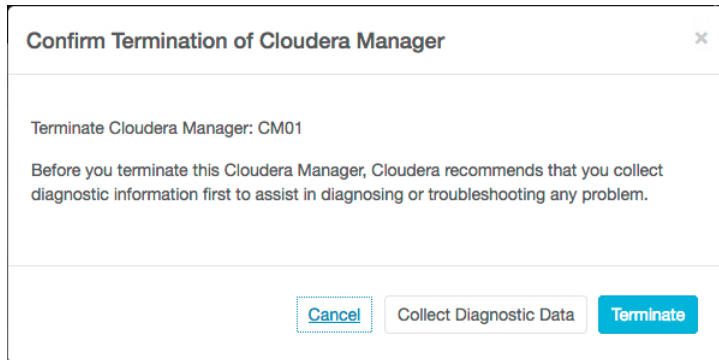 Confirm Termination of Cloudera Manager
×
Terminate Cloudera Manager: CM01
Before you terminate this Cloudera Manager, Cloudera recommends that you collect
diagnostic information first to assist in diagnosing or troubleshooting any problem.
Cancel Collect Diagnostic Data Terminate